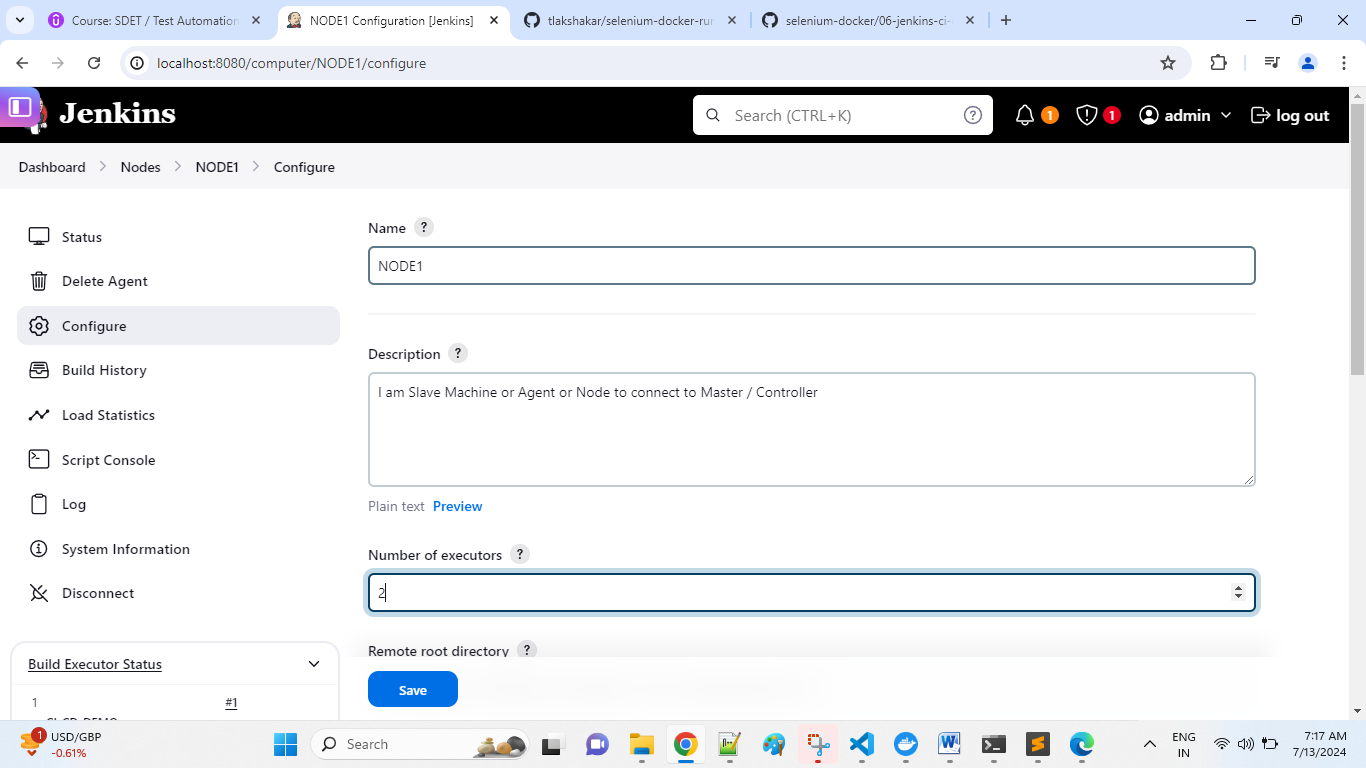 Course: SDET / Test Automation
NODE1 Configuration [Jenkins]
tlakshakar/selenium-docker-run
selenium-docker/06-jenkins-ci-
localhost:8080/computer/NODE1/configure
Jenkins
Search (CTRL+K)
?
1
1
admin
log out
Dashboard
Nodes
NODE1
Configure
Status
Delete Agent
Configure
Build History
Load Statistics
Script Console
Log
System Information
Disconnect
Build Executor Status
1
#1
Name ?
NODE1
Description ?
I am Slave Machine or Agent or Node to connect to Master / Controller
Plain text Preview
Number of executors ?
2
Remote root directory ?
Save
1
USD/GBP
-0.61%
Search
ENG
IN
7:17 AM
7/13/2024